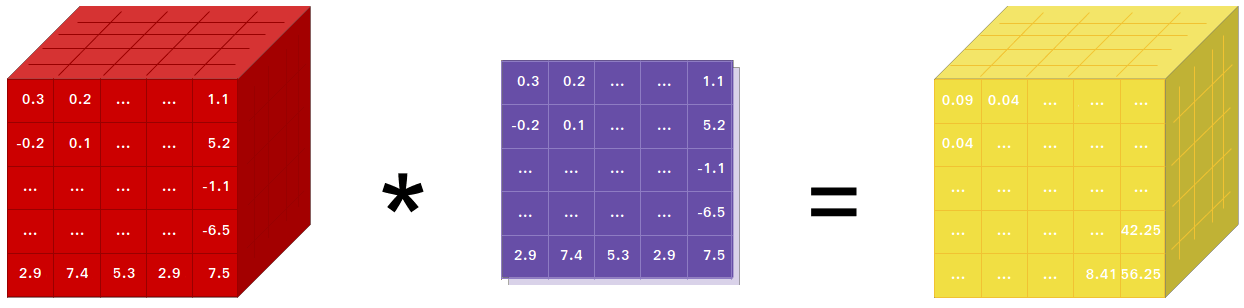 0.3 0.2 ... ... 1.1
-0.2 0.1 ... ... 5.2
... ... ... ... -1.1
... ... ... ... -6.5
2.9 7.4 5.3 2.9 7.5
*
0.3 0.2 ... ... 1.1
-0.2 0.1 ... ... 5.2
... ... ... ... -1.1
... ... ... ... -6.5
2.9 7.4 5.3 2.9 7.5
=
0.09 0.04 ... ... ...
0.04 ... ... ... ...
... ... ... ... ...
... ... ... ... 42.25
... ... ... 8.41 56.25